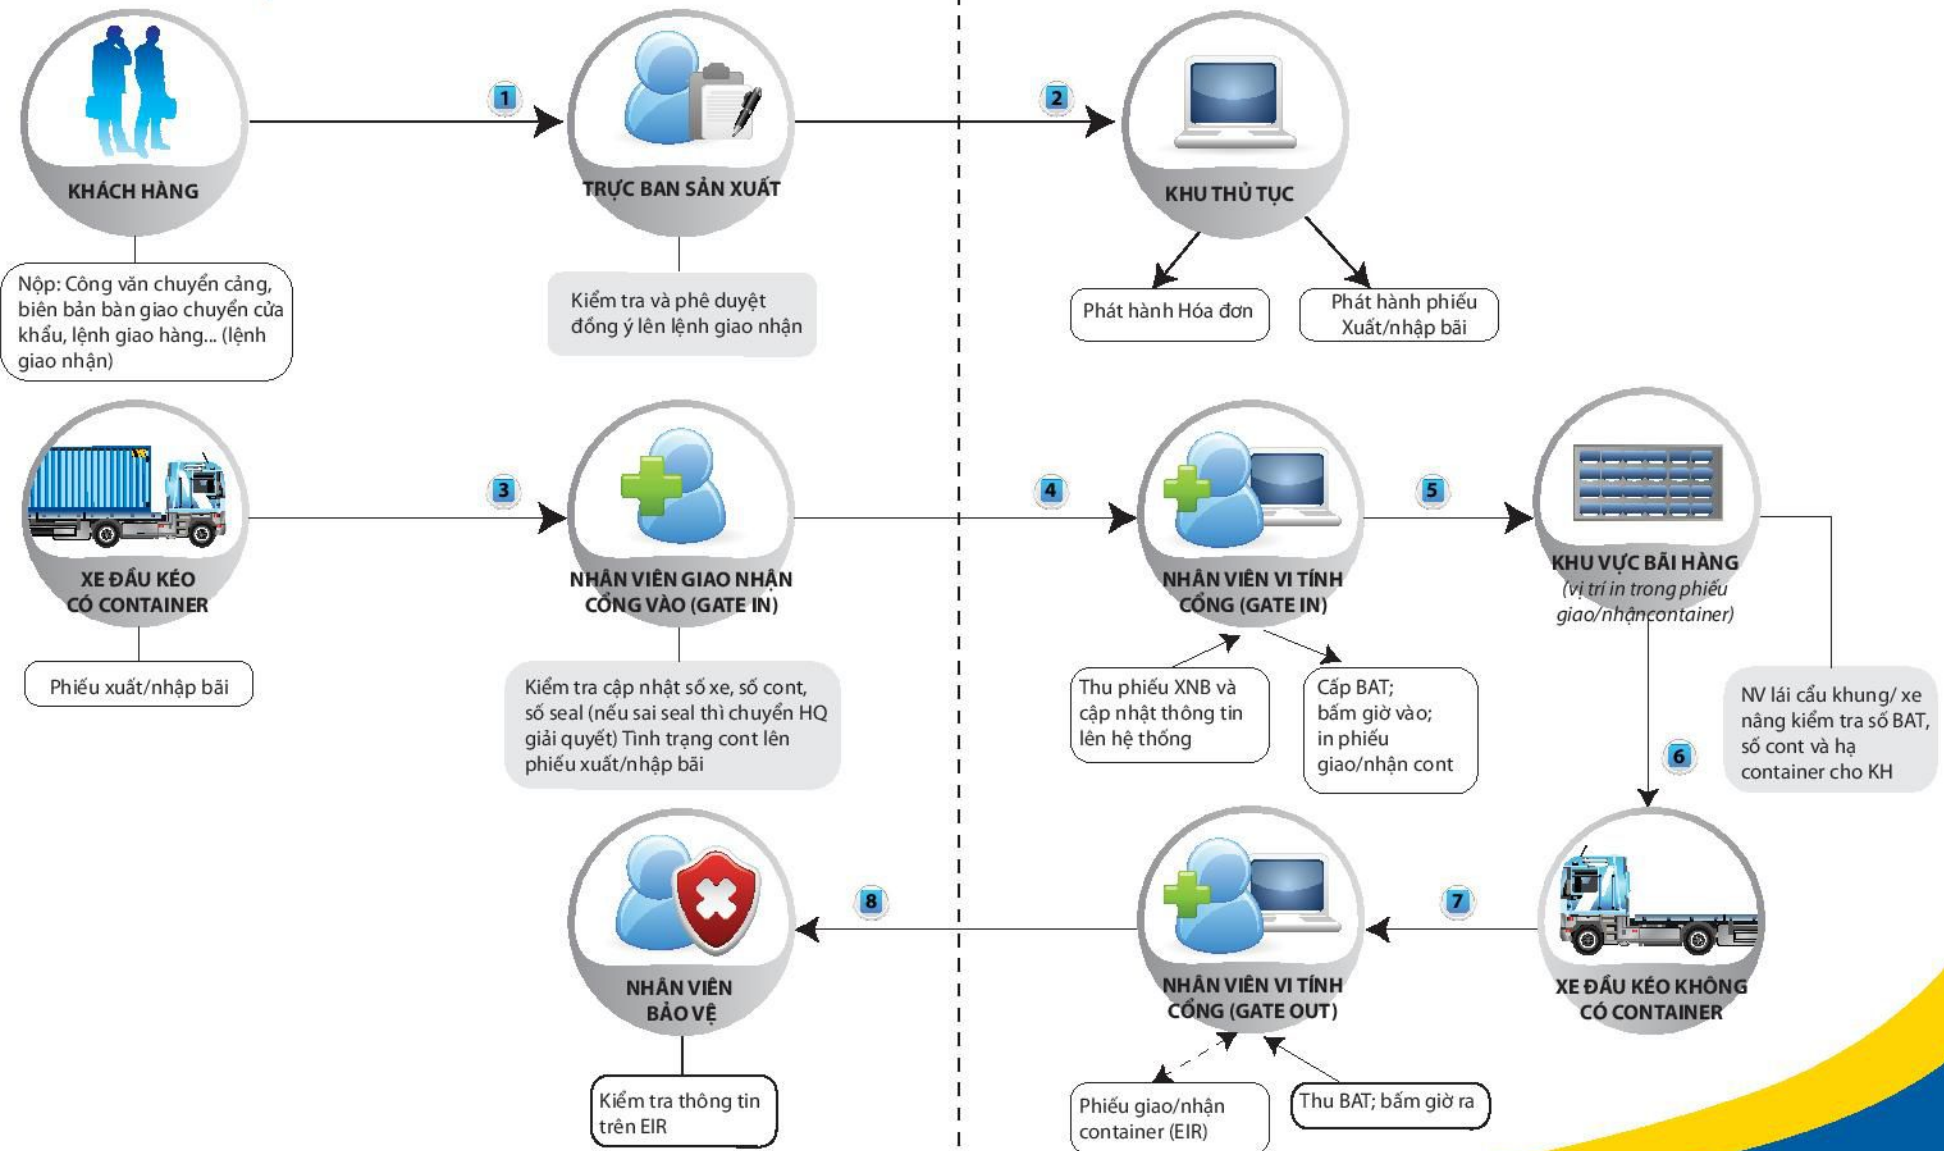 1
2
KHÁCH HÀNG
TRỰC BAN SẢN XUẤT
KHU THỦ TỤC
Nộp: Công văn chuyển cảng,
biên bản bàn giao chuyển cửa
khẩu, lệnh giao hàng... (lệnh
giao nhận)
Kiểm tra và phê duyệt
đồng ý lên lệnh giao nhận
Phát hành Hóa đơn
Phát hành phiếu
Xuất/nhập bãi
3
4
5
XE ĐẦU KÉO
CÓ CONTAINER
NHÂN VIÊN GIAO NHẬN
CỔNG VÀO (GATE IN)
NHÂN VIÊN VI TÍNH
CỔNG (GATE IN)
KHU VỰC BÃI HÀNG
(vị trí in trong phiếu
giao/nhận container)
Phiếu xuất/nhập bãi
Kiểm tra cập nhật số xe, số cont,
số seal (nếu sai seal thì chuyển HQ
giải quyết) Tình trạng cont lên
phiếu xuất/nhập bãi
Thu phiếu XNB và
cập nhật thông tin
lên hệ thống
Cấp BAT;
bấm giờ vào;
in phiếu
giao/nhận cont
NV lái cẩu khung/ xe
nâng kiểm tra số BAT,
số cont và hạ
container cho KH
6
8
7
NHÂN VIÊN
BẢO VỆ
NHÂN VIÊN VI TÍNH
CỔNG (GATE OUT)
XE ĐẦU KÉO KHÔNG
CÓ CONTAINER
Kiểm tra thông tin
trên EIR
Phiếu giao/nhận
container (EIR)
Thu BAT; bấm giờ ra